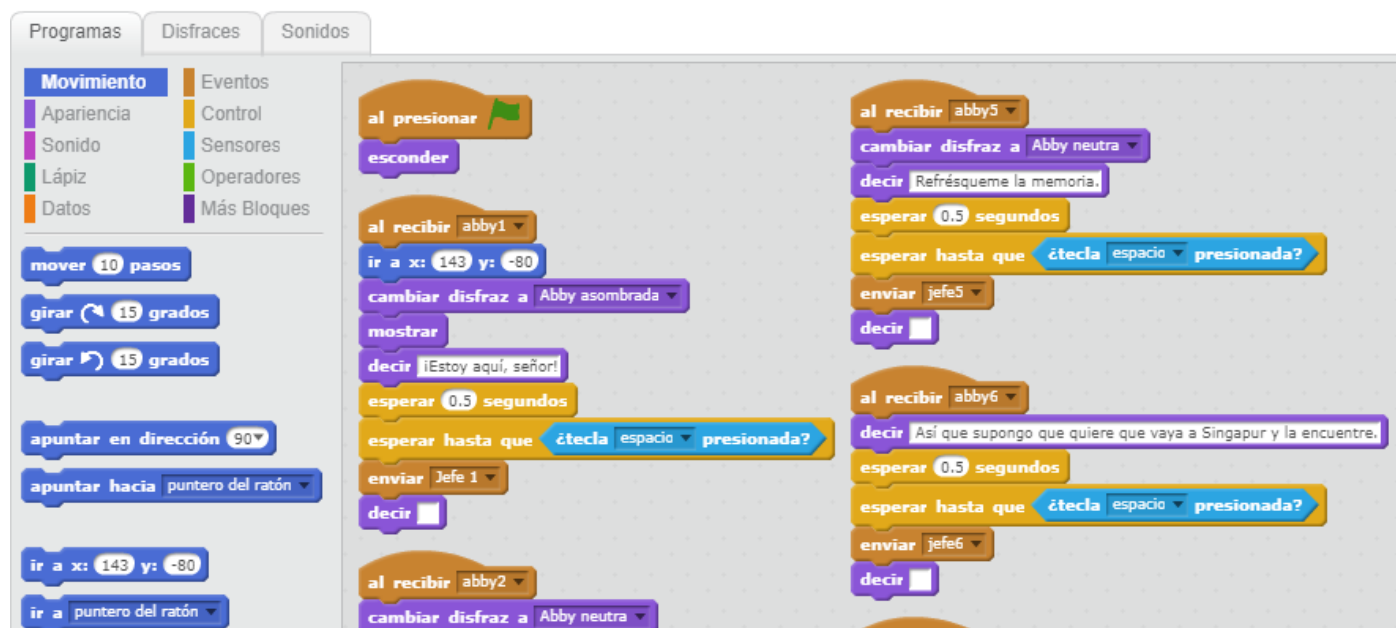 Programas Disfraces Sonidos
Movimiento Eventos
Apariencia Control
Sonido Sensores
Lápiz Operadores
Datos Más Bloques
mover 10 pasos
girar 15 grados
girar 15 grados
apuntar en dirección 90
apuntar hacia puntero del ratón
ir a x: 143 y: -80
ir a puntero del ratón
al presionar
esconder
al recibir abby1
ir a x: 143 y: -80
cambiar disfraz a Abby asombrada
mostrar
decir ¡Estoy aquí, señor!
esperar 0.5 segundos
esperar hasta que ¿tecla espacio presionada?
enviar Jefe 1
decir
al recibir abby2
cambiar disfraz a Abby neutra
al recibir abby5
cambiar disfraz a Abby neutra
decir Refrésqueme la memoria.
esperar 0.5 segundos
esperar hasta que ¿tecla espacio presionada?
enviar jefe5
decir
al recibir abby6
decir Así que supongo que quiere que vaya a Singapur y la encuentre.
esperar 0.5 segundos
esperar hasta que ¿tecla espacio presionada?
enviar jefe6
decir